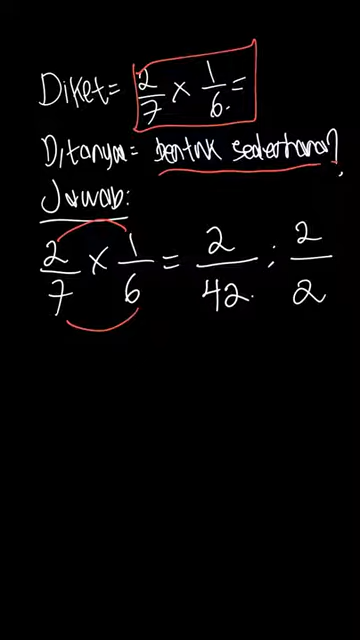 Diket = 2/7 × 1/6 =
Ditanya = bentuk sederhana?
Jawab:
2/7 × 1/6 = 2/42 : 2/2